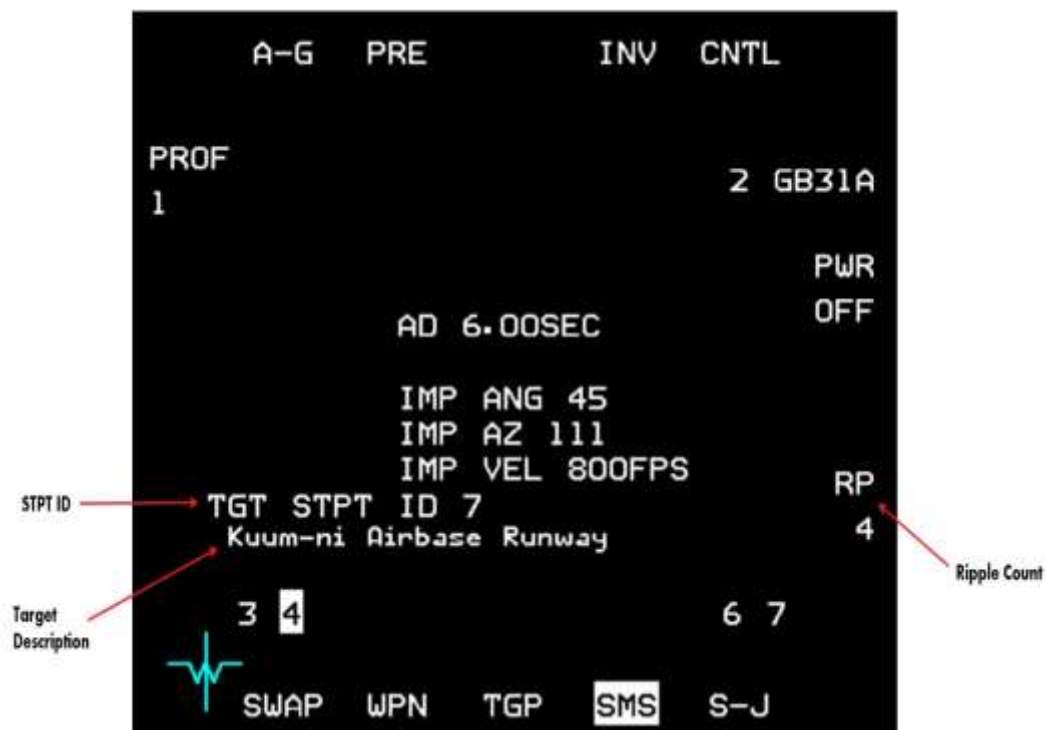 A-G PRE INV CNTL
PROF
1
2 GB31A
PWR
OFF
AD 6.00SEC
IMP ANG 45
IMP AZ 111
IMP VEL 800FPS
RP
4
STPT ID
TGT STPT ID 7
Kuum-ni Airbase Runway
Ripple Count
Target
Description
3 4 6 7
SWAP WPN TGP SMS S-J